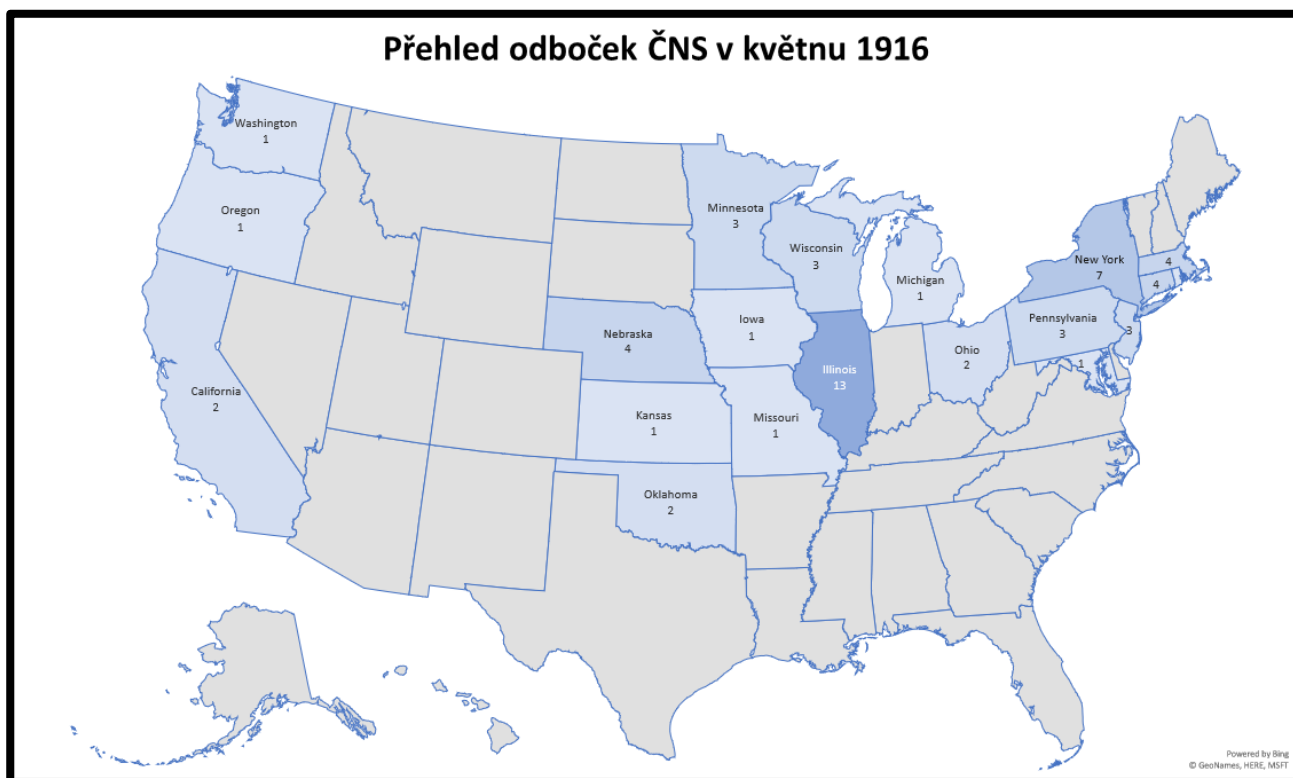 Přehled odboček ČNS v květnu 1916
Washington
1
Oregon
1
California
2
Minnesota
3
Wisconsin
3
Michigan
1
New York
7
4
4
Nebraska
4
Iowa
1
Illinois
13
Ohio
2
Pennsylvania
3
3
1
Kansas
1
Missouri
1
Oklahoma
2
Powered by Bing
© GeoNames, HERE, MSFT